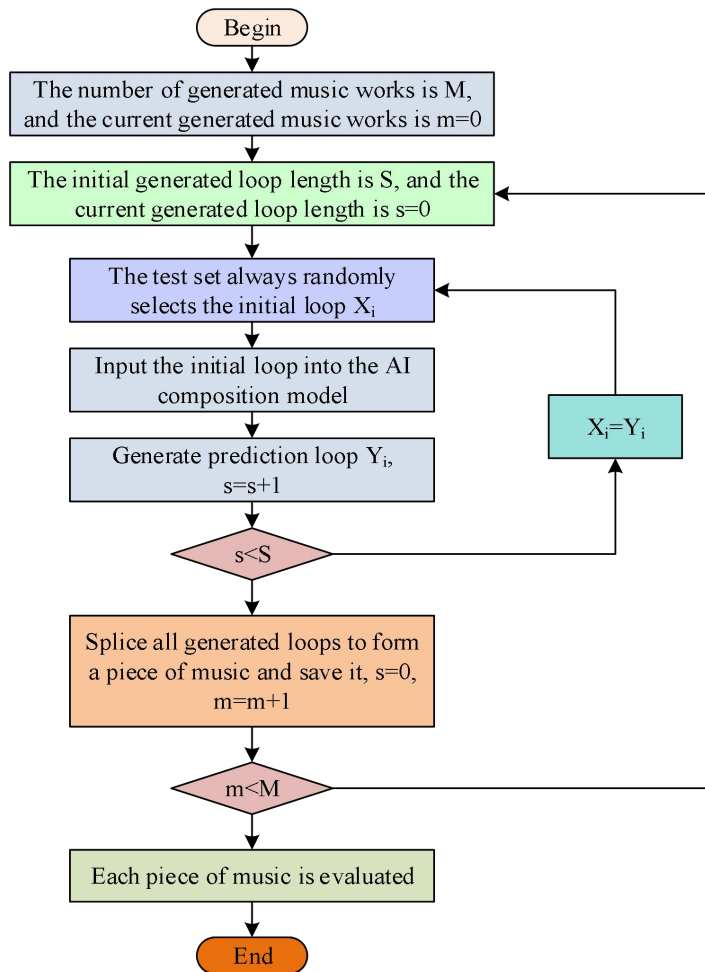 Begin
The number of generated music works is M,
and the current generated music works is m=0
The initial generated loop length is S, and the
current generated loop length is s=0
The test set always randomly
selects the initial loop Xᵢ
Input the initial loop into the AI
composition model
Xᵢ=Yᵢ
Generate prediction loop Yᵢ,
s=s+1
s<S
Splice all generated loops to form
a piece of music and save it, s=0,
m=m+1
m<M
Each piece of music is evaluated
End